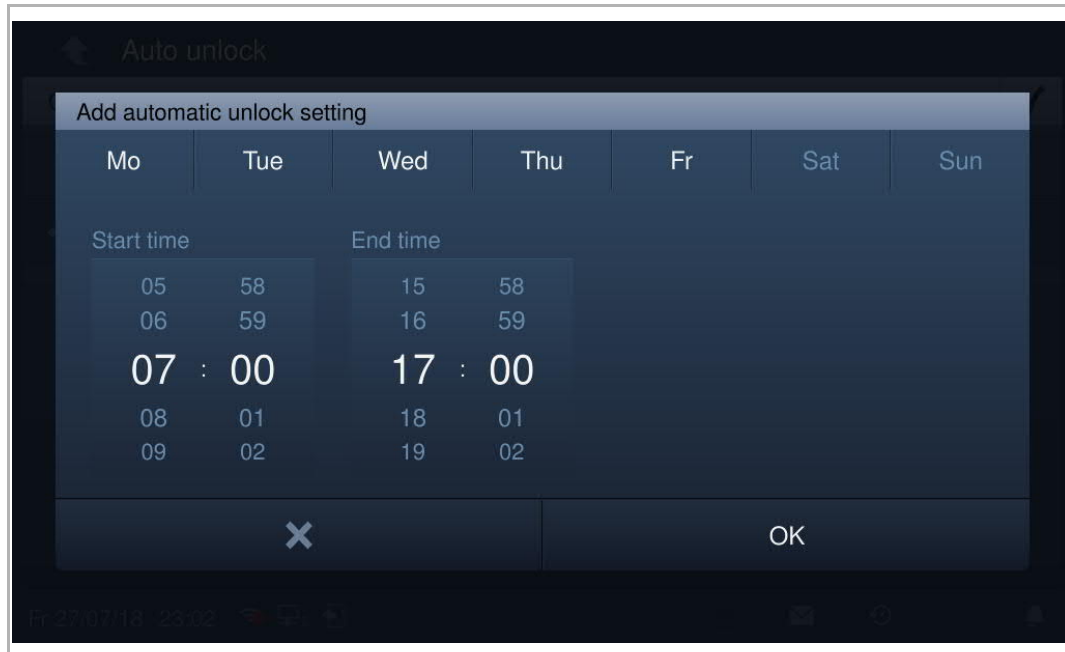 Auto unlock
Add automatic unlock setting
Mo Tue Wed Thu Fr Sat Sun
Start time End time
05 58 15 58
06 59 16 59
07 : 00 17 : 00
08 01 18 01
09 02 19 02
OK
Fr 27/07/18 23:02